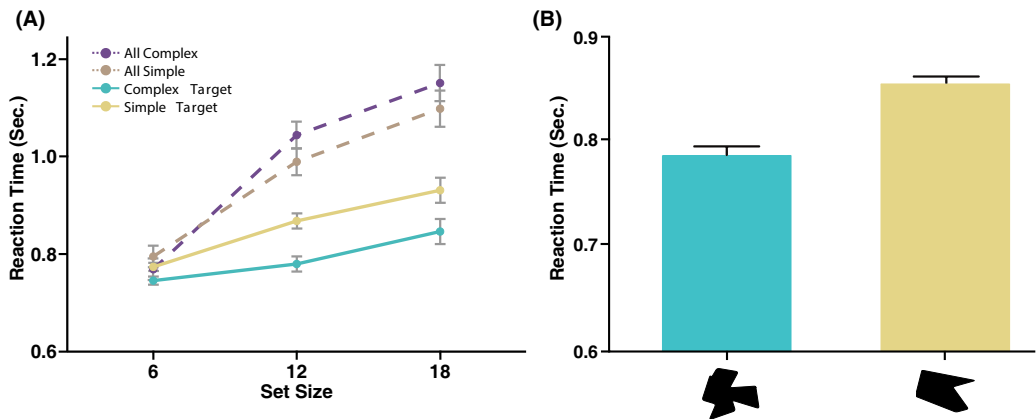 (A)
Reaction Time (Sec.)
1.2
1.0
0.8
0.6
All Complex
All Simple
Complex Target
Simple Target
6
12
18
Set Size
(B)
Reaction Time (Sec.)
0.9
0.8
0.7
0.6